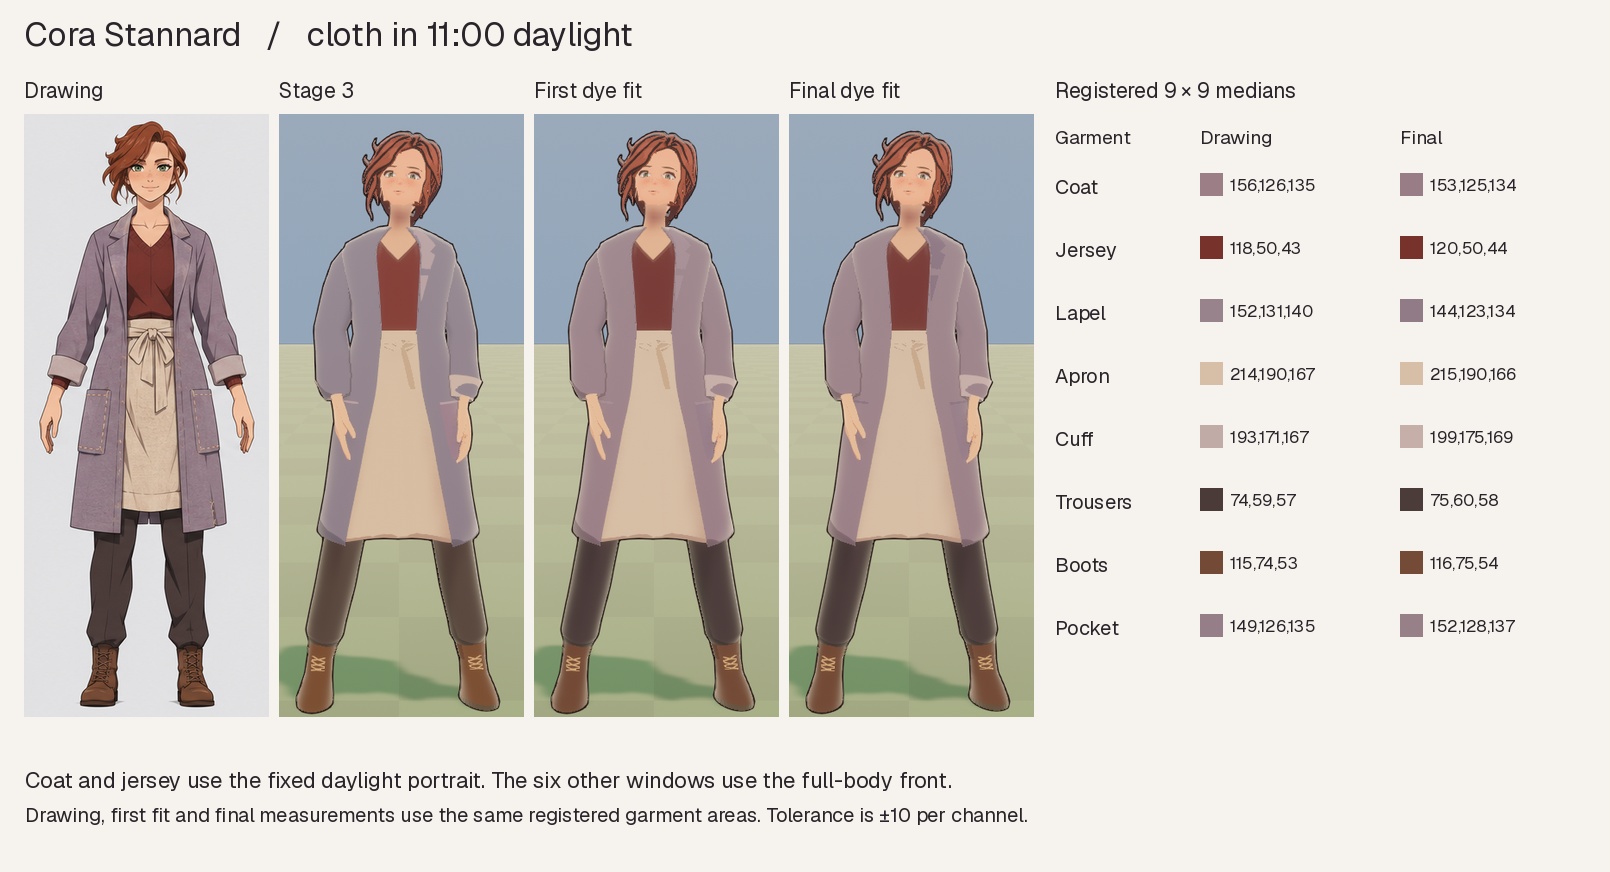 Cora Stannard / cloth in 11:00 daylight
Drawing Stage 3 First dye fit Final dye fit Registered 9 × 9 medians
Garment Drawing Final
Coat 156,126,135 153,125,134
Jersey 118,50,43 120,50,44
Lapel 152,131,140 144,123,134
Apron 214,190,167 215,190,166
Cuff 193,171,167 199,175,169
Trousers 74,59,57 75,60,58
Boots 115,74,53 116,75,54
Pocket 149,126,135 152,128,137
Coat and jersey use the fixed daylight portrait. The six other windows use the full-body front.
Drawing, first fit and final measurements use the same registered garment areas. Tolerance is ±10 per channel.